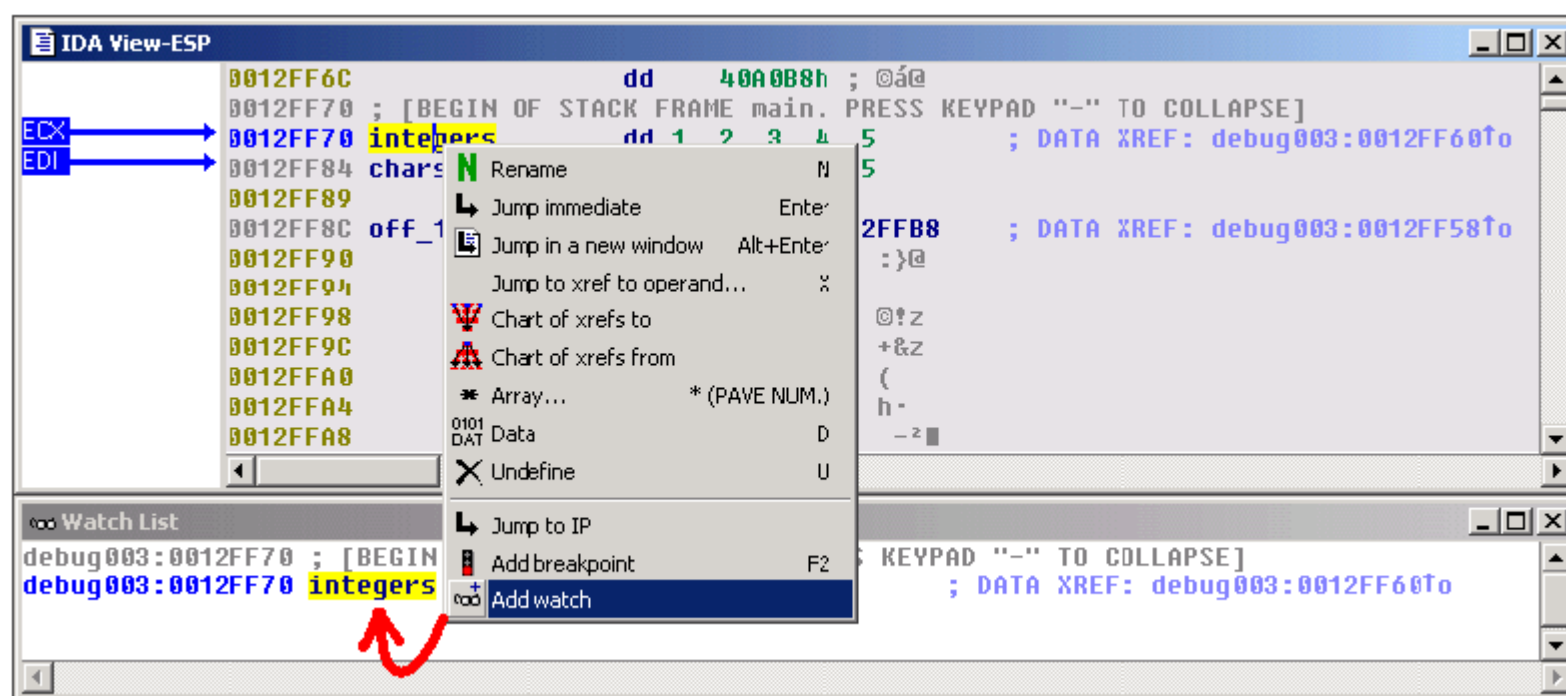 IDA View-ESP
0012FF6C dd 40A0B8h ; ©á@
0012FF70 ; [BEGIN OF STACK FRAME main. PRESS KEYPAD "-" TO COLLAPSE]
ECX
0012FF70 integers dd 1 2 3 4 5 ; DATA XREF: debug003:0012FF60↑o
EDI
0012FF84 chars 5
0012FF89
0012FF8C off_1 2FFB8 ; DATA XREF: debug003:0012FF58↑o
0012FF90 :}@
0012FF94
0012FF98 ©!z
0012FF9C +&z
0012FFA0 (
0012FFA4 h·
0012FFA8 –²
Rename N
Jump immediate Enter
Jump in a new window Alt+Enter
Jump to xref to operand... X
Chart of xrefs to
Chart of xrefs from
Array... * (PAVE NUM.)
0101 DAT Data D
Undefine U
Jump to IP
Add breakpoint F2
Add watch
Watch List
debug003:0012FF70 ; [BEGIN KEYPAD "-" TO COLLAPSE]
debug003:0012FF70 integers ; DATA XREF: debug003:0012FF60↑o